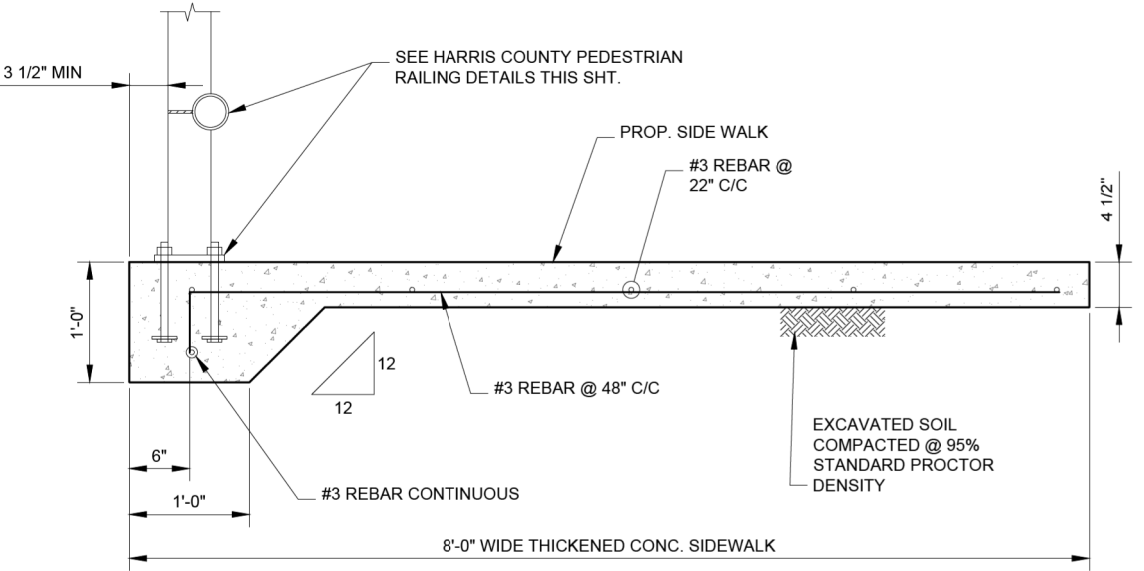 3 1/2" MIN
SEE HARRIS COUNTY PEDESTRIAN
RAILING DETAILS THIS SHT.
PROP. SIDE WALK
#3 REBAR @
22" C/C
4 1/2"
1'-0"
12
12
#3 REBAR @ 48" C/C
EXCAVATED SOIL
COMPACTED @ 95%
STANDARD PROCTOR
DENSITY
6"
#3 REBAR CONTINUOUS
1'-0"
8'-0" WIDE THICKENED CONC. SIDEWALK